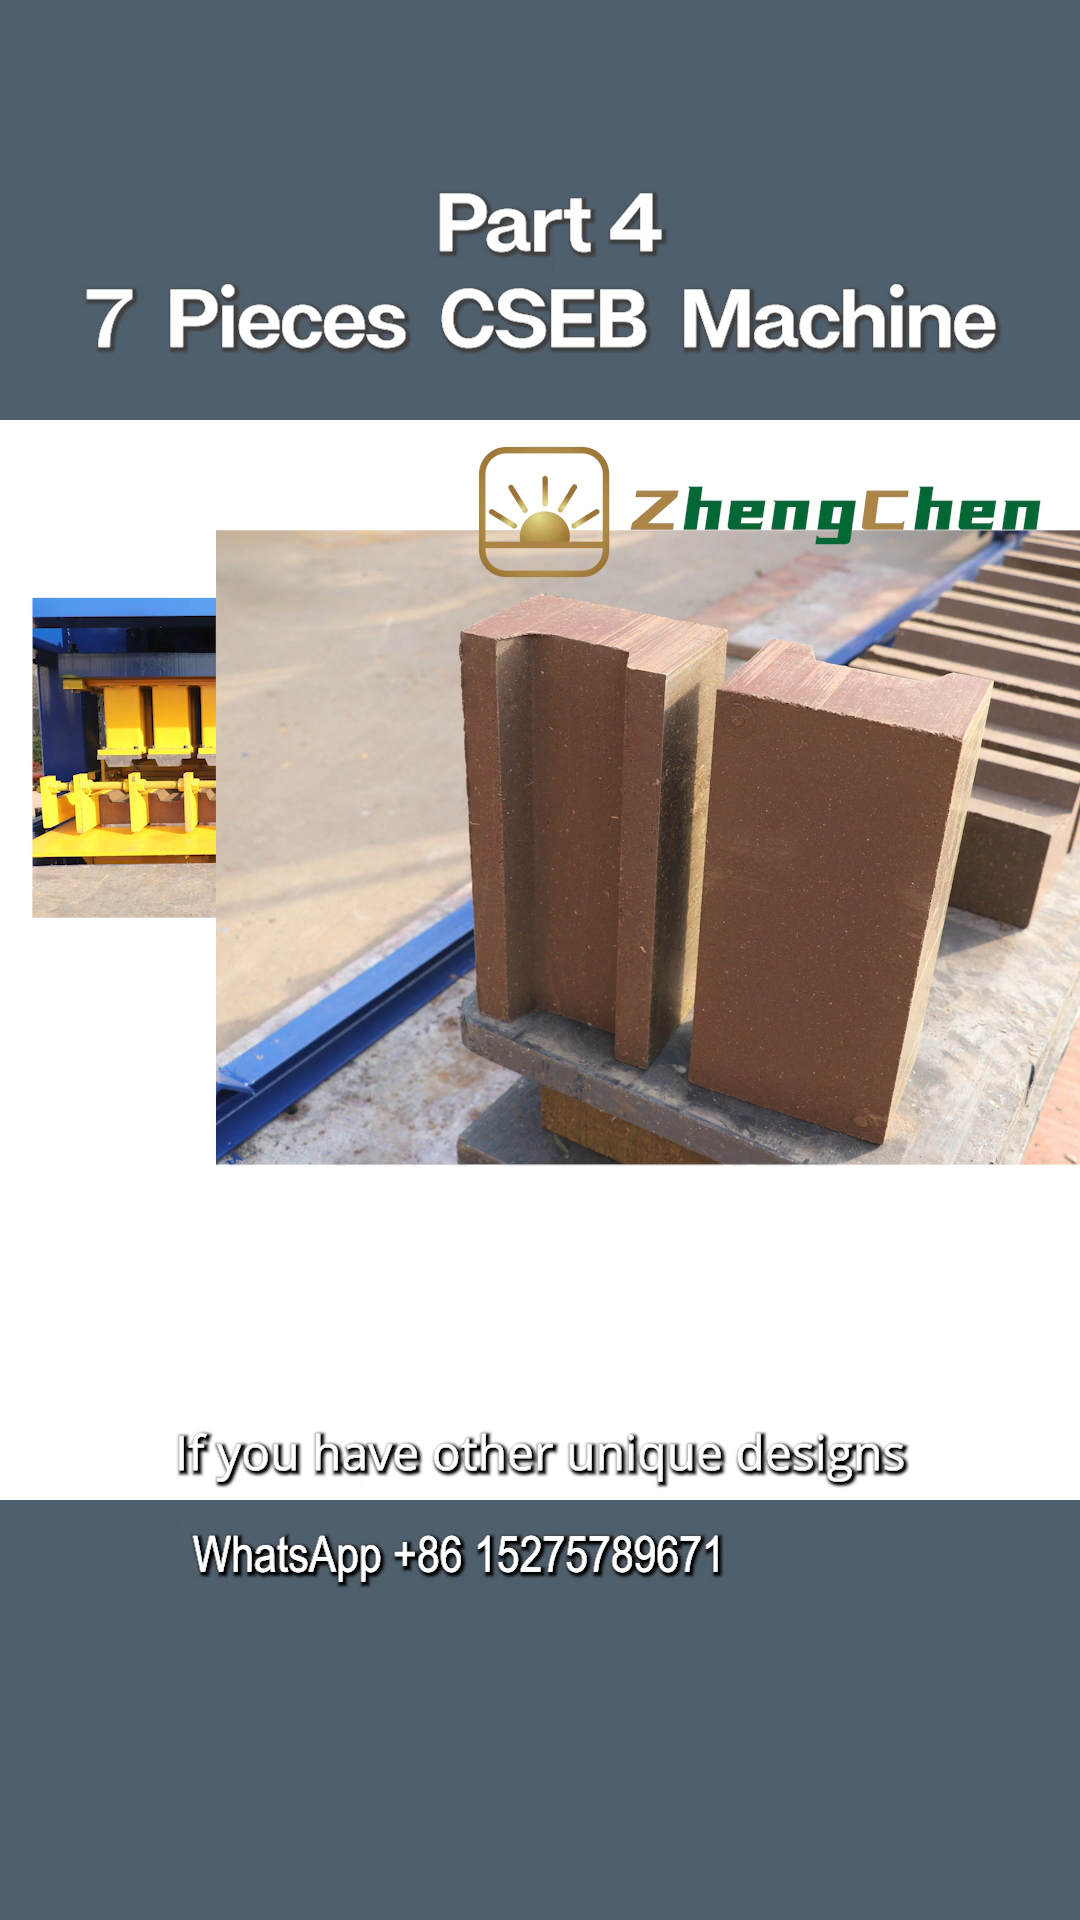 Part 4
7 Pieces CSEB Machine
ZhengChen
If you have other unique designs
WhatsApp +86 15275789671